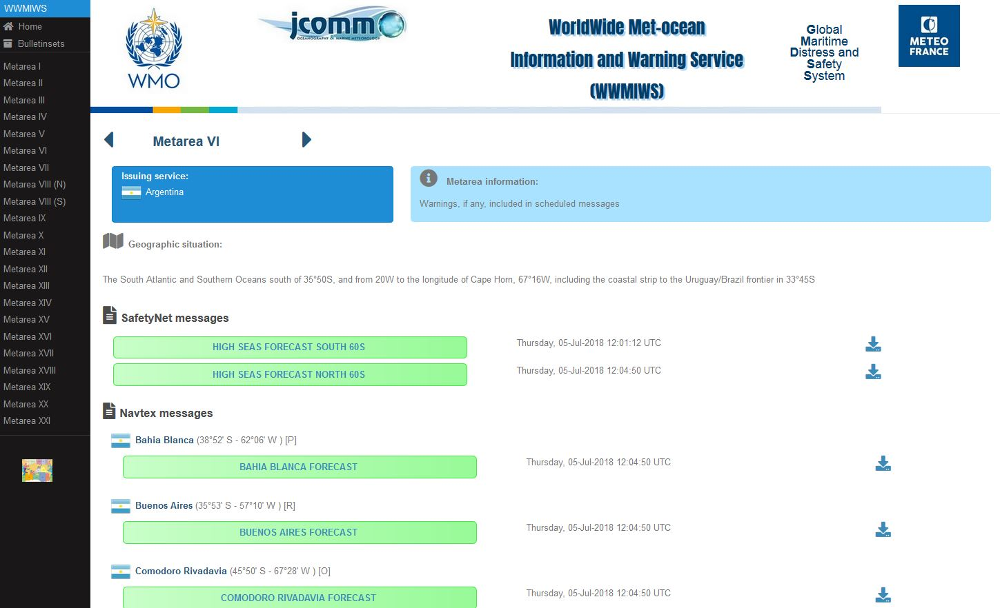 WWMIWS
Home
Bulletinsets
Metarea I
Metarea II
Metarea III
Metarea IV
Metarea V
Metarea VI
Metarea VII
Metarea VIII (N)
Metarea VIII (S)
Metarea IX
Metarea X
Metarea XI
Metarea XII
Metarea XIII
Metarea XIV
Metarea XV
Metarea XVI
Metarea XVII
Metarea XVIII
Metarea XIX
Metarea XX
Metarea XXI
WMO
jcomm
OCEANOGRAPHY & MARINE METEOROLOGY
WorldWide Met-ocean
Information and Warning Service
(WWMIWS)
Global
Maritime
Distress and
Safety
System
METEO
FRANCE
Metarea VI
Issuing service:
Argentina
Metarea information:
Warnings, if any, included in scheduled messages
Geographic situation:
The South Atlantic and Southern Oceans south of 35°50S, and from 20W to the longitude of Cape Horn, 67°16W, including the coastal strip to the Uruguay/Brazil frontier in 33°45S
SafetyNet messages
HIGH SEAS FORECAST SOUTH 60S Thursday, 05-Jul-2018 12:01:12 UTC
HIGH SEAS FORECAST NORTH 60S Thursday, 05-Jul-2018 12:04:50 UTC
Navtex messages
Bahia Blanca (38°52' S - 62°06' W ) [P]
BAHIA BLANCA FORECAST Thursday, 05-Jul-2018 12:04:50 UTC
Buenos Aires (35°53' S - 57°10' W ) [R]
BUENOS AIRES FORECAST Thursday, 05-Jul-2018 12:04:50 UTC
Comodoro Rivadavia (45°50' S - 67°28' W ) [O]
COMODORO RIVADAVIA FORECAST Thursday, 05-Jul-2018 12:04:50 UTC